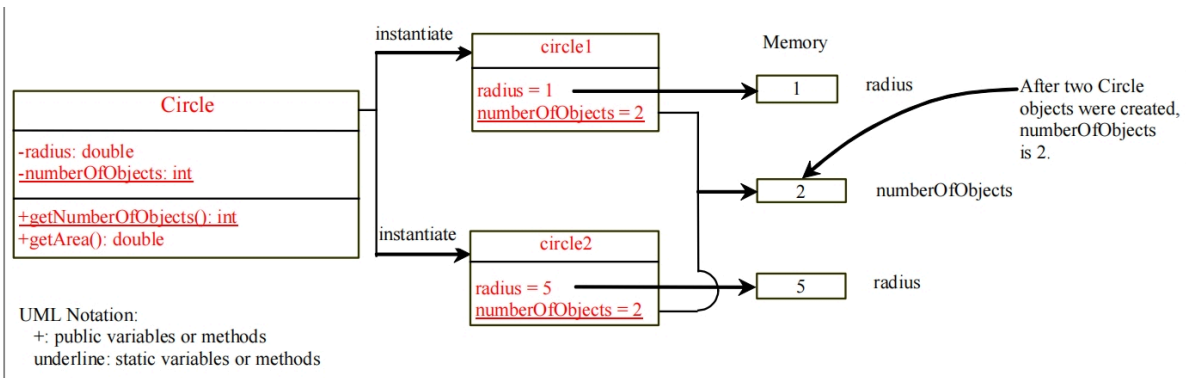 Circle
-radius: double
-numberOfObjects: int
+getNumberOfObjects(): int
+getArea(): double
instantiate
circle1
radius = 1
numberOfObjects = 2
instantiate
circle2
radius = 5
numberOfObjects = 2
Memory
1
radius
2
numberOfObjects
5
radius
After two Circle
objects were created,
numberOfObjects
is 2.
UML Notation:
+: public variables or methods
underline: static variables or methods